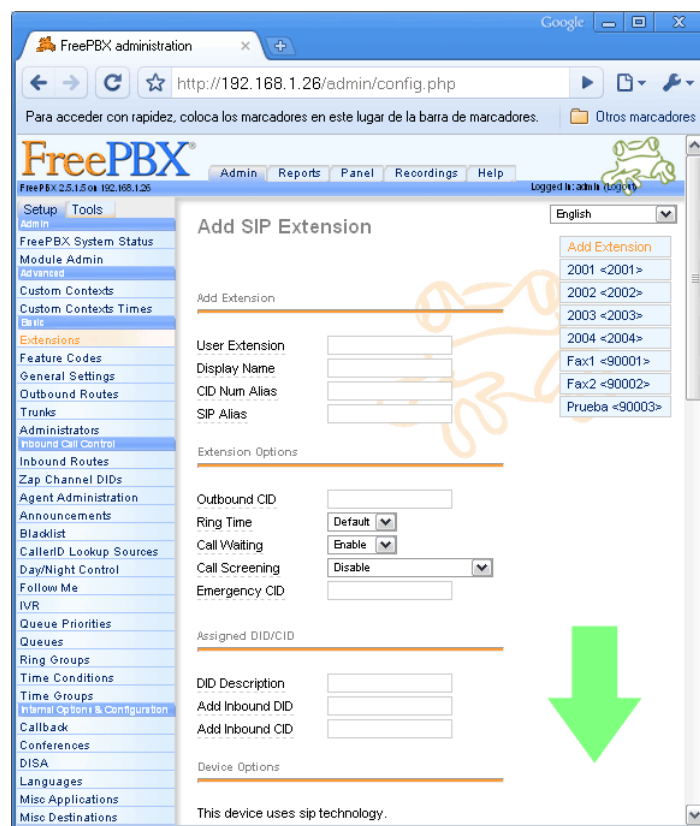 Google
FreePBX administration
http://192.168.1.26/admin/config.php
Para acceder con rapidez, coloca los marcadores en este lugar de la barra de marcadores.
Otros marcadores
FreePBX®
Admin Reports Panel Recordings Help
FreePBX 2.5.1.5 on 192.168.1.26
Logged in: admin (Logout)
Setup Tools
Admin
FreePBX System Status
Module Admin
Advanced
Custom Contexts
Custom Contexts Times
Basic
Extensions
Feature Codes
General Settings
Outbound Routes
Trunks
Administrators
Inbound Call Control
Inbound Routes
Zap Channel DIDs
Agent Administration
Announcements
Blacklist
CallerID Lookup Sources
Day/Night Control
Follow Me
IVR
Queue Priorities
Queues
Ring Groups
Time Conditions
Time Groups
Internal Options & Configuration
Callback
Conferences
DISA
Languages
Misc Applications
Misc Destinations
Add SIP Extension
Add Extension
User Extension
Display Name
CID Num Alias
SIP Alias
Extension Options
Outbound CID
Ring Time Default
Call Waiting Enable
Call Screening Disable
Emergency CID
Assigned DID/CID
DID Description
Add Inbound DID
Add Inbound CID
Device Options
This device uses sip technology.
English
Add Extension
2001 <2001>
2002 <2002>
2003 <2003>
2004 <2004>
Fax1 <90001>
Fax2 <90002>
Prueba <90003>